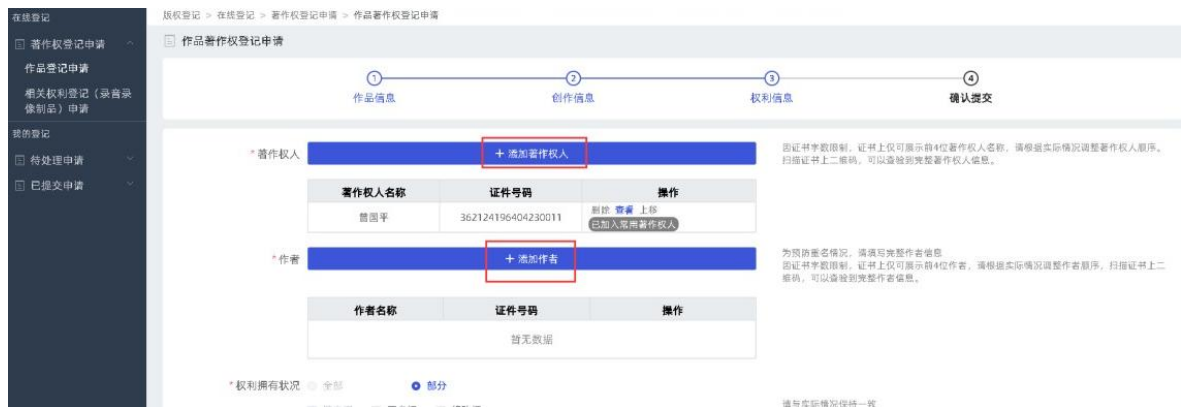 在线登记
著作权登记申请
作品登记申请
相关权利登记（录音录
像制品）申请
我的登记
待处理申请
已提交申请
版权登记 > 在线登记 > 著作权登记申请 > 作品著作权登记申请
作品著作权登记申请
① ② ③ ④
作品信息 创作信息 权利信息 确认提交
*著作权人 + 添加著作权人
因证书字数限制，证书上仅可展示前4位著作权人名称，请根据实际情况调整著作权人顺序。
扫描证书上二维码，可以查验到完整著作权人信息。
著作权人名称 证件号码 操作
曾国平 362124196404230011 删除 查看 上移
已加入常用著作权人
*作者 + 添加作者
为预防重名情况，请填写完整作者信息
因证书字数限制，证书上仅可展示前4位作者，请根据实际情况调整作者顺序，扫描证书上二
维码，可以查验到完整作者信息。
作者名称 证件号码 操作
暂无数据
*权利拥有状况 全部 部分
请与实际情况保持一致